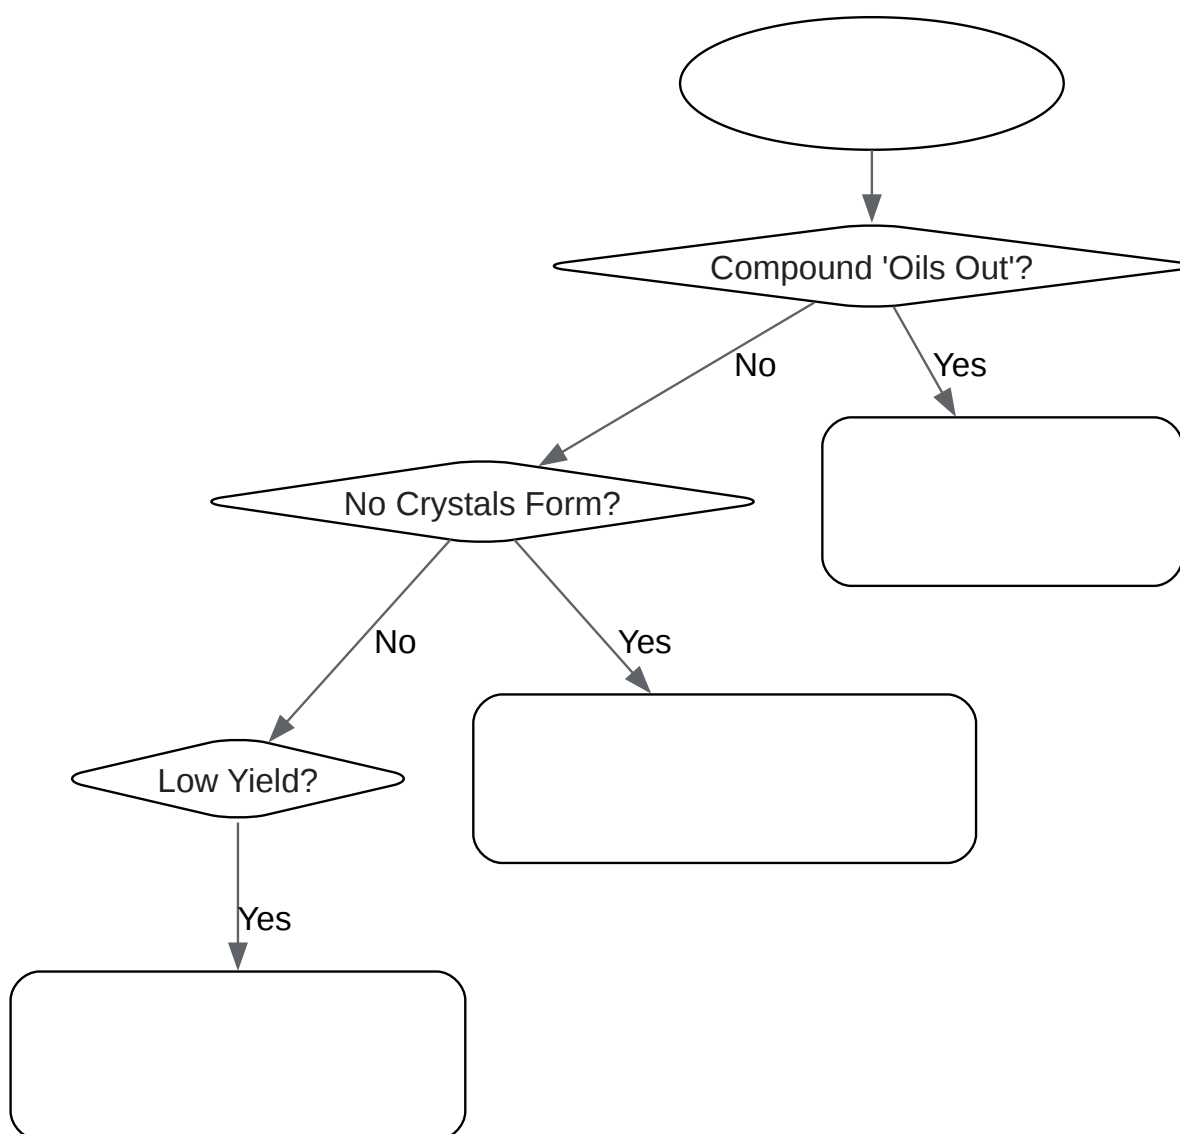 Compound 'Oils Out'?
No
Yes
No Crystals Form?
No
Yes
Low Yield?
Yes